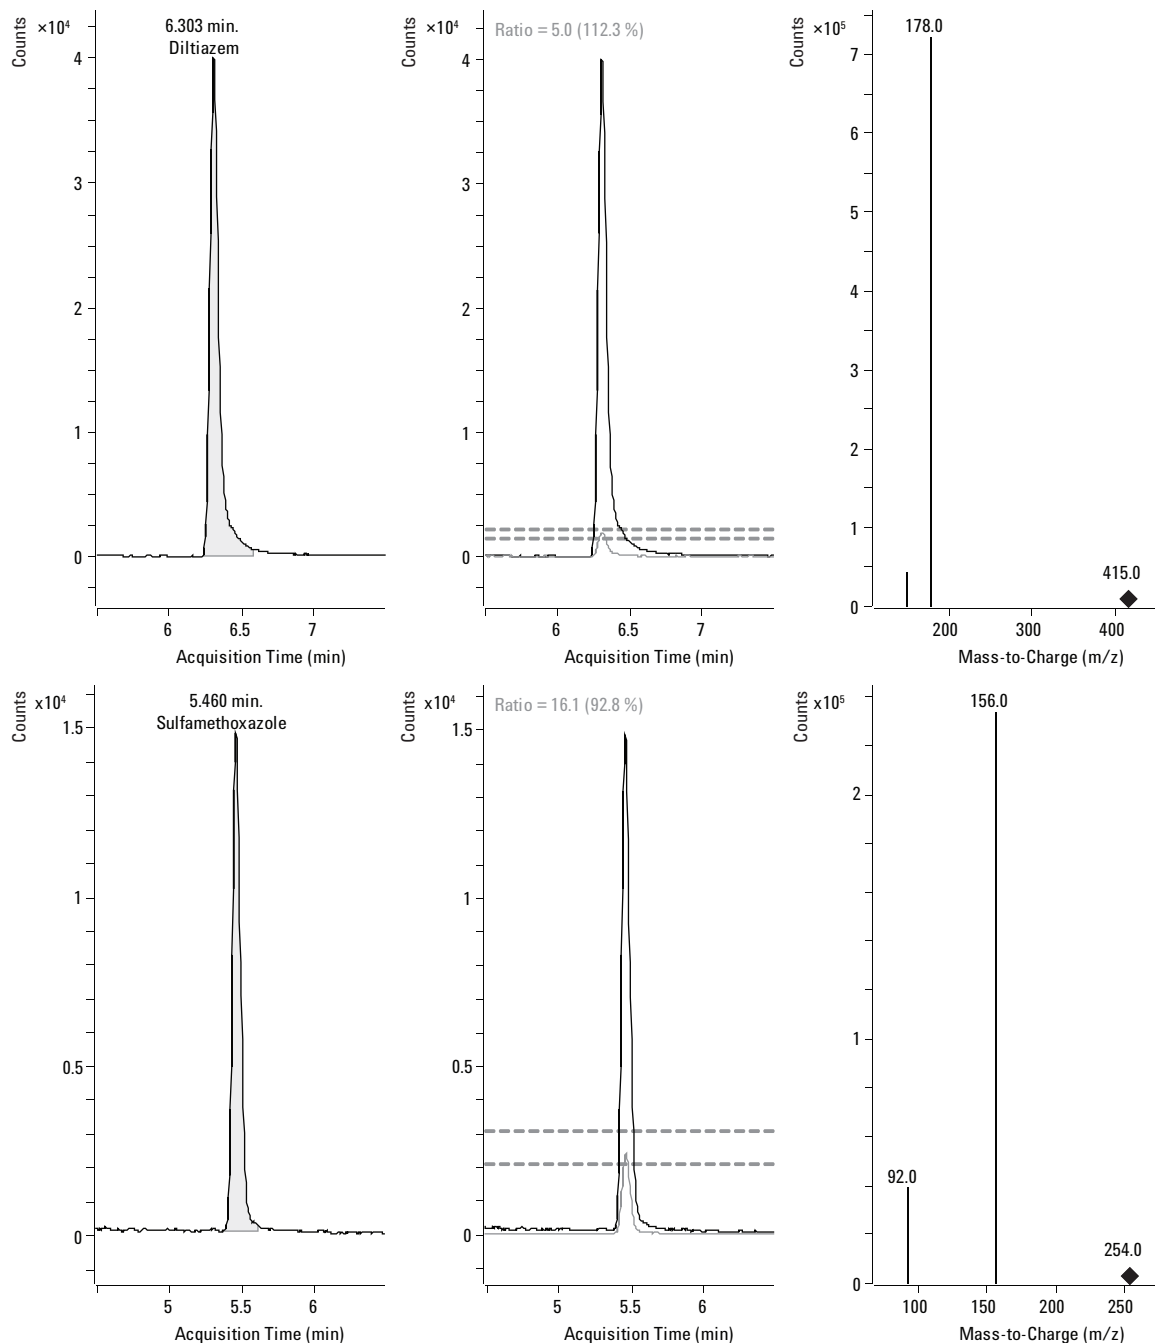 Counts
×10⁴
6.303 min.
Diltiazem
4
3
2
1
0
6
6.5
7
Acquisition Time (min)
Counts
×10⁴
Ratio = 5.0 (112.3 %)
4
3
2
1
0
6
6.5
7
Acquisition Time (min)
Counts
×10⁵
178.0
7
6
5
4
3
2
1
0
415.0
200
300
400
Mass-to-Charge (m/z)
Counts
x10⁴
5.460 min.
Sulfamethoxazole
1.5
1
0.5
0
5
5.5
6
Acquisition Time (min)
Counts
x10⁴
Ratio = 16.1 (92.8 %)
1.5
1
0.5
0
5
5.5
6
Acquisition Time (min)
Counts
x10⁵
156.0
2
1
92.0
254.0
0
100
150
200
250
Mass-to-Charge (m/z)